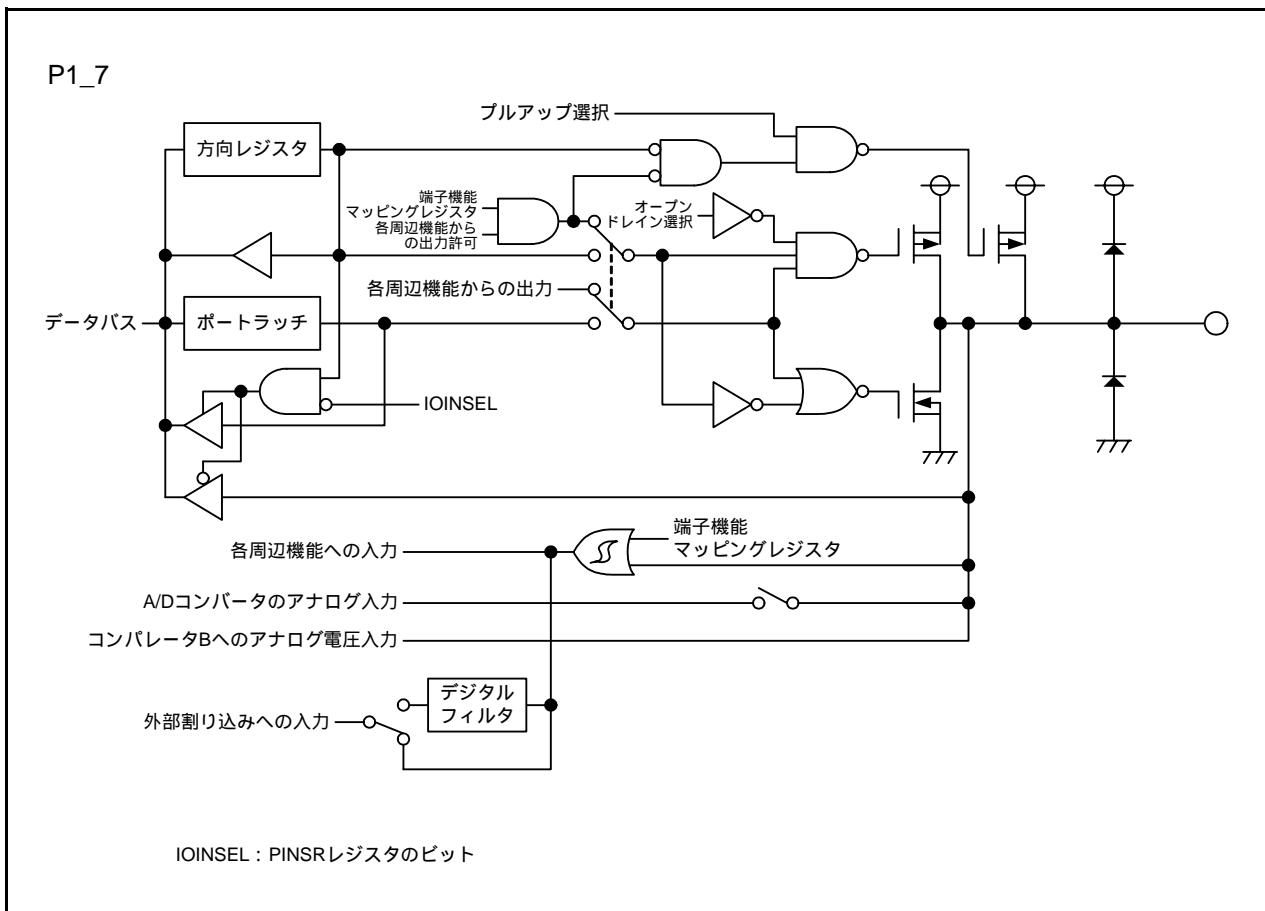 P1_7
プルアップ選択
方向レジスタ
端子機能
マッピングレジスタ
各周辺機能から
の出力許可
オープン
ドレイン選択
各周辺機能からの出力
データバス
ポートラッチ
IOINSEL
端子機能
マッピングレジスタ
各周辺機能への入力
A/Dコンバータのアナログ入力
コンパレータBへのアナログ電圧入力
デジタル
フィルタ
外部割り込みへの入力
IOINSEL：PINSRレジスタのビット